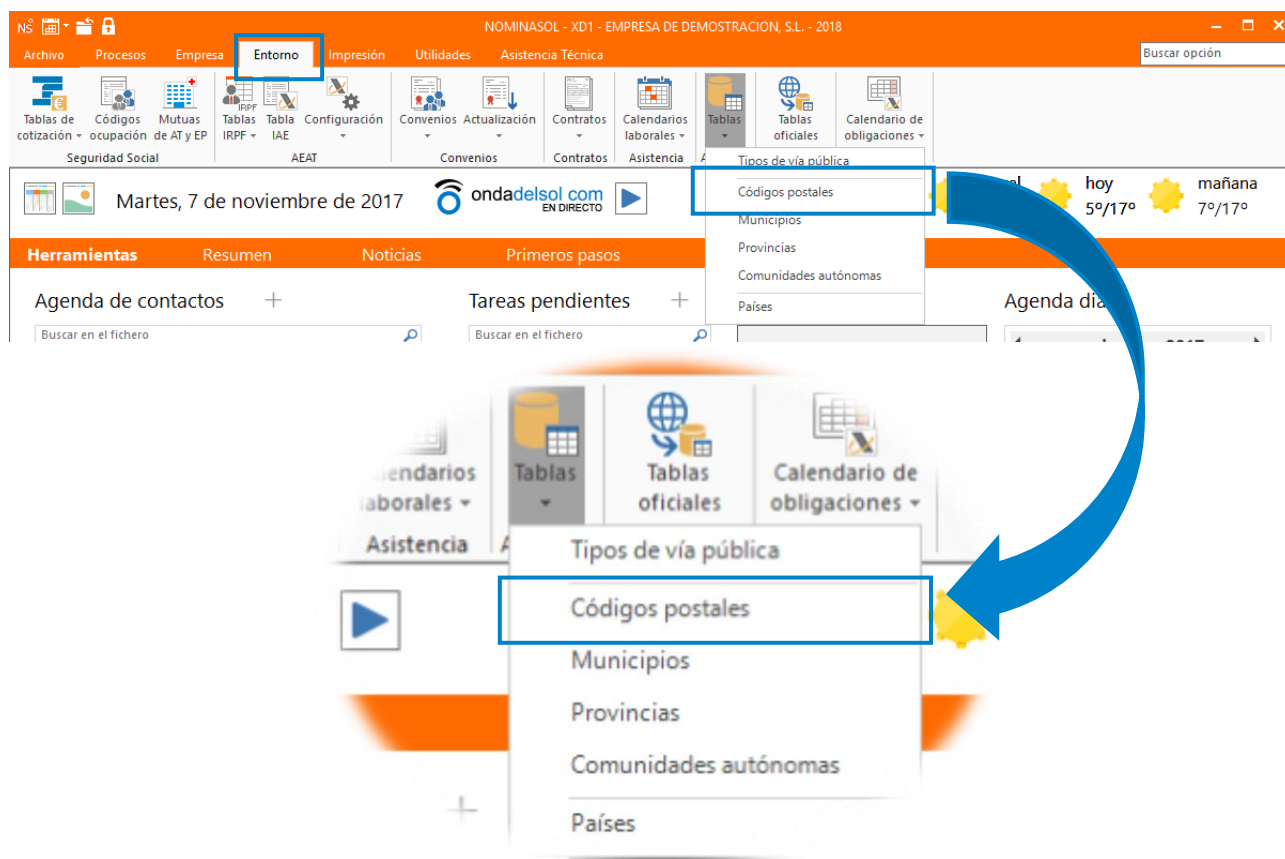 NS
NOMINASOL - XD1 - EMPRESA DE DEMOSTRACION, S.L. - 2018
Archivo Procesos Empresa Entorno Impresión Utilidades Asistencia Técnica Buscar opción
Tablas de cotización
Códigos ocupación
Mutuas de AT y EP
Seguridad Social
IRPF
Tablas IRPF
Tabla IAE
Configuración
AEAT
Convenios
Actualización
Convenios
Contratos
Contratos
Calendarios laborales
Asistencia
Tablas
Tablas oficiales
Calendario de obligaciones
A
Tipos de vía pública
Códigos postales
Municipios
Provincias
Comunidades autónomas
Países
Martes, 7 de noviembre de 2017
ondadelsol com
EN DIRECTO
hoy
5º/17º
mañana
7º/17º
Herramientas Resumen Noticias Primeros pasos
Agenda de contactos
Buscar en el fichero
Tareas pendientes
Buscar en el fichero
Agenda
endarios
aborales
Asistencia
Tablas
Tablas
oficiales
Calendario de
obligaciones
A
Tipos de vía pública
Códigos postales
Municipios
Provincias
Comunidades autónomas
Países